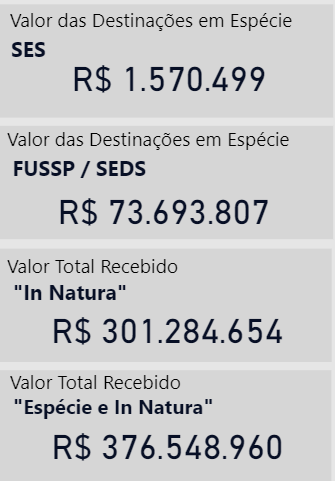 Valor das Destinações em Espécie
SES
R$ 1.570.499
Valor das Destinações em Espécie
FUSSP / SEDS
R$ 73.693.807
Valor Total Recebido
"In Natura"
R$ 301.284.654
Valor Total Recebido
"Espécie e In Natura"
R$ 376.548.960